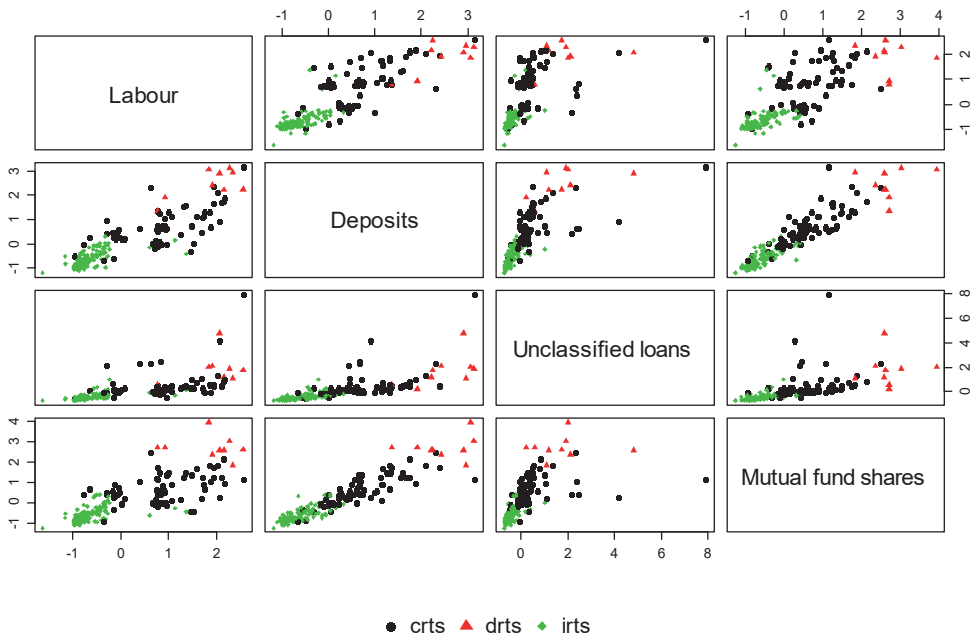 -1 0 1 2 3 -1 0 1 2 3 4
Labour
-1 0 1 2
-1 0 1 2 3
Deposits
Unclassified loans
0 2 4 6 8
-1 0 1 2 3 4
Mutual fund shares
-1 0 1 2 0 2 4 6 8
crts drts irts